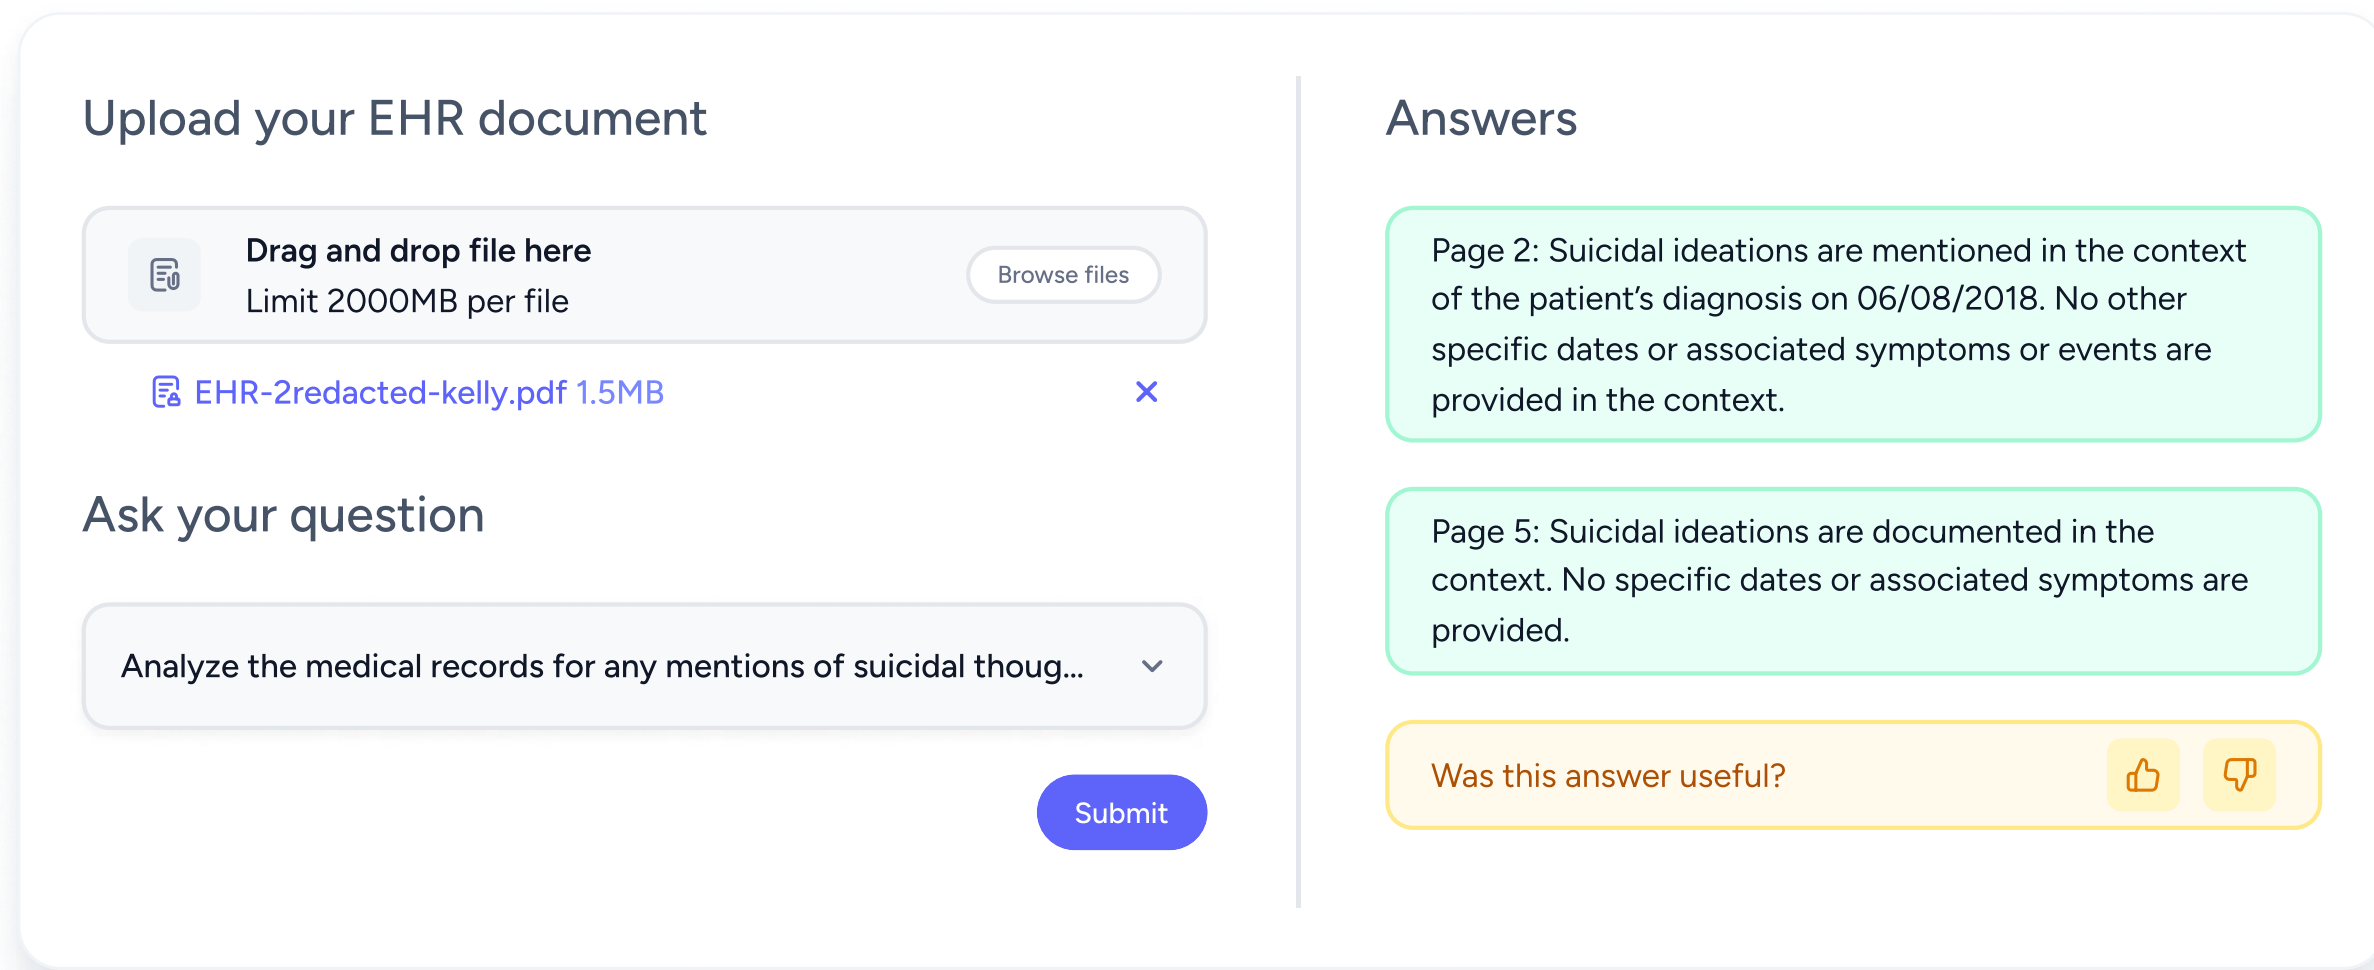 Upload your EHR document
Drag and drop file here
Limit 2000MB per file
Browse files
EHR-2redacted-kelly.pdf 1.5MB
Ask your question
Analyze the medical records for any mentions of suicidal thoug...
Submit
Answers
Page 2: Suicidal ideations are mentioned in the context
of the patient’s diagnosis on 06/08/2018. No other
specific dates or associated symptoms or events are
provided in the context.
Page 5: Suicidal ideations are documented in the
context. No specific dates or associated symptoms are
provided.
Was this answer useful?